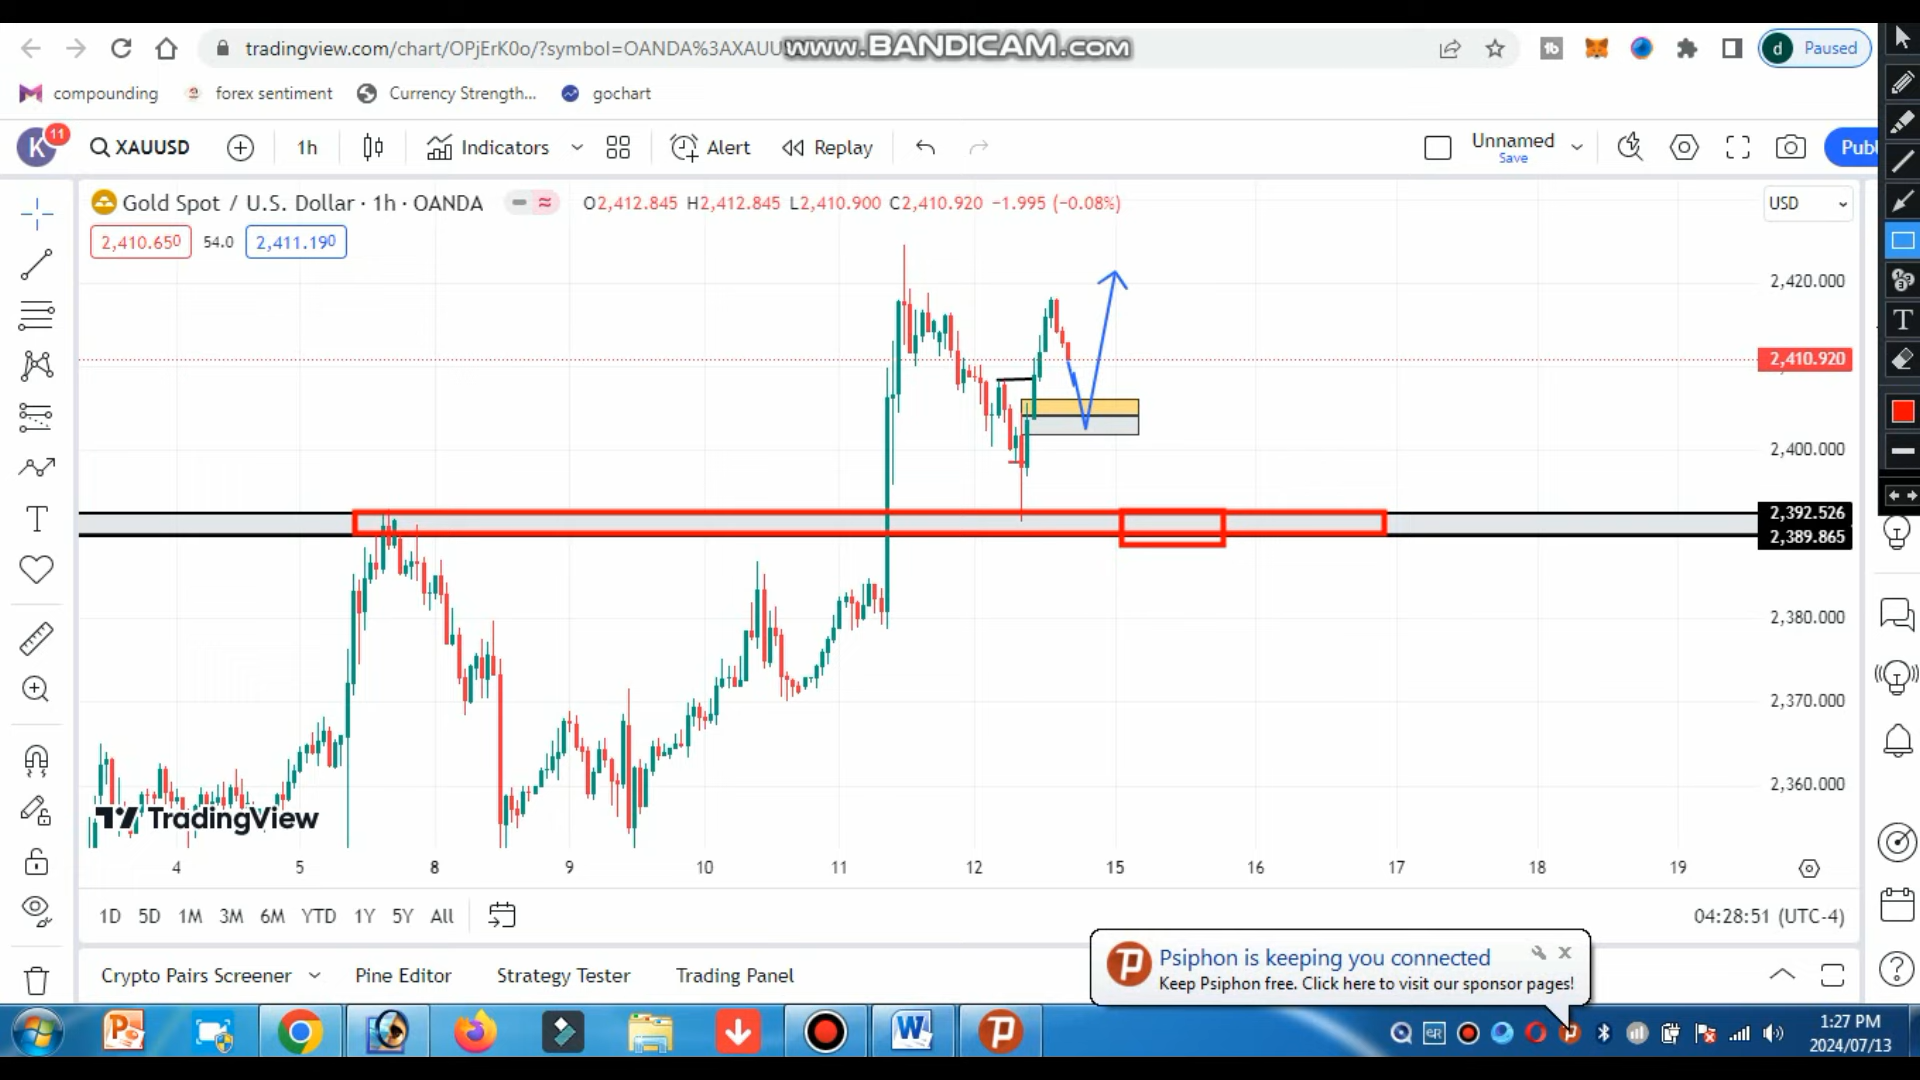 tradingview.com/chart/OPjErK0o/?symbol=OANDA%3AXAUU
www.BANDICAM.com
d Paused
compounding forex sentiment Currency Strength... gochart
K 11 XAUUSD 1h Indicators Alert Replay Unnamed Save Publ
Gold Spot / U.S. Dollar · 1h · OANDA O2,412.845 H2,412.845 L2,410.900 C2,410.920 −1.995 (−0.08%) USD
2,410.650 54.0 2,411.190
2,420.000
2,410.920
2,400.000
2,392.526
2,389.865
2,380.000
2,370.000
2,360.000
TradingView
4 5 8 9 10 11 12 15 16 17 18 19
1D 5D 1M 3M 6M YTD 1Y 5Y All 04:28:51 (UTC-4)
Psiphon is keeping you connected
Keep Psiphon free. Click here to visit our sponsor pages!
Crypto Pairs Screener Pine Editor Strategy Tester Trading Panel
1:27 PM
2024/07/13